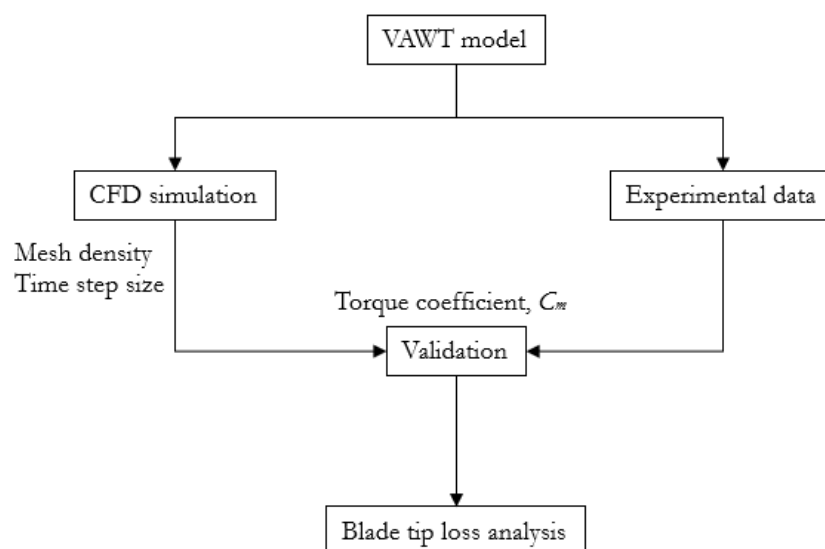 VAWT model
CFD simulation
Experimental data
Mesh density
Time step size
Torque coefficient, Cm
Validation
Blade tip loss analysis